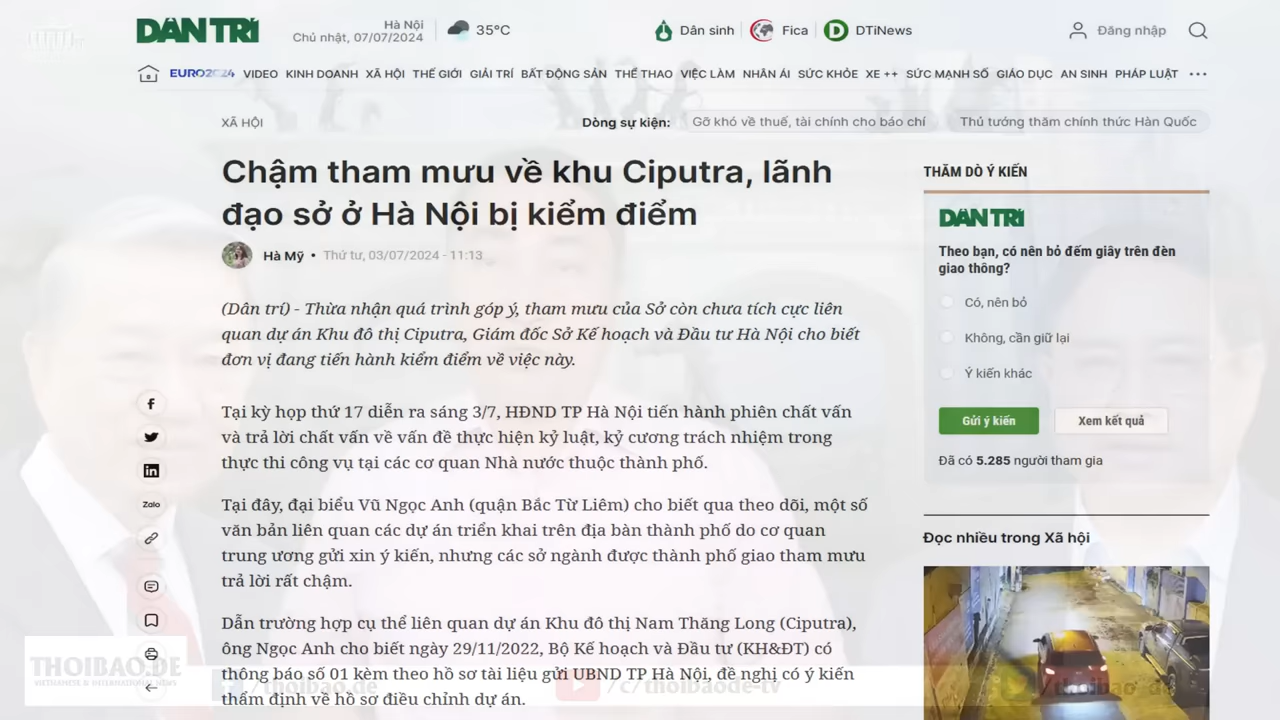 DÂN TRÍ
Hà Nội
Chủ nhật, 07/07/2024
35°C
Dân sinh
Fica
DTiNews
Đăng nhập
EURO2024 VIDEO KINH DOANH XÃ HỘI THẾ GIỚI GIẢI TRÍ BẤT ĐỘNG SẢN THỂ THAO VIỆC LÀM NHÂN ÁI SỨC KHỎE XE ++ SỨC MẠNH SỐ GIÁO DỤC AN SINH PHÁP LUẬT
XÃ HỘI
Dòng sự kiện: Gỡ khó về thuế, tài chính cho báo chí Thủ tướng thăm chính thức Hàn Quốc
Chậm tham mưu về khu Ciputra, lãnh
đạo sở ở Hà Nội bị kiểm điểm
Hà Mỹ • Thứ tư, 03/07/2024 - 11:13
(Dân trí) - Thừa nhận quá trình góp ý, tham mưu của Sở còn chưa tích cực liên
quan dự án Khu đô thị Ciputra, Giám đốc Sở Kế hoạch và Đầu tư Hà Nội cho biết
đơn vị đang tiến hành kiểm điểm về việc này.
Tại kỳ họp thứ 17 diễn ra sáng 3/7, HĐND TP Hà Nội tiến hành phiên chất vấn
và trả lời chất vấn về vấn đề thực hiện kỷ luật, kỷ cương trách nhiệm trong
thực thi công vụ tại các cơ quan Nhà nước thuộc thành phố.
Tại đây, đại biểu Vũ Ngọc Anh (quận Bắc Từ Liêm) cho biết qua theo dõi, một số
văn bản liên quan các dự án triển khai trên địa bàn thành phố do cơ quan
trung ương gửi xin ý kiến, nhưng các sở ngành được thành phố giao tham mưu
trả lời rất chậm.
Dẫn trường hợp cụ thể liên quan dự án Khu đô thị Nam Thăng Long (Ciputra),
ông Ngọc Anh cho biết ngày 29/11/2022, Bộ Kế hoạch và Đầu tư (KH&ĐT) có
thông báo số 01 kèm theo hồ sơ tài liệu gửi UBND TP Hà Nội, đề nghị có ý kiến
thẩm định về hồ sơ điều chỉnh dự án.
Zalo
THĂM DÒ Ý KIẾN
DÂN TRÍ
Theo bạn, có nên bỏ đếm giây trên đèn
giao thông?
Có, nên bỏ
Không, cần giữ lại
Ý kiến khác
Gửi ý kiến
Xem kết quả
Đã có 5.285 người tham gia
Đọc nhiều trong Xã hội
THOIBAO.DE
VIETNAMESE & INTERNATIONAL NEWS
/thoibao.de
/c/thoibaode-tv
/thoibao_de